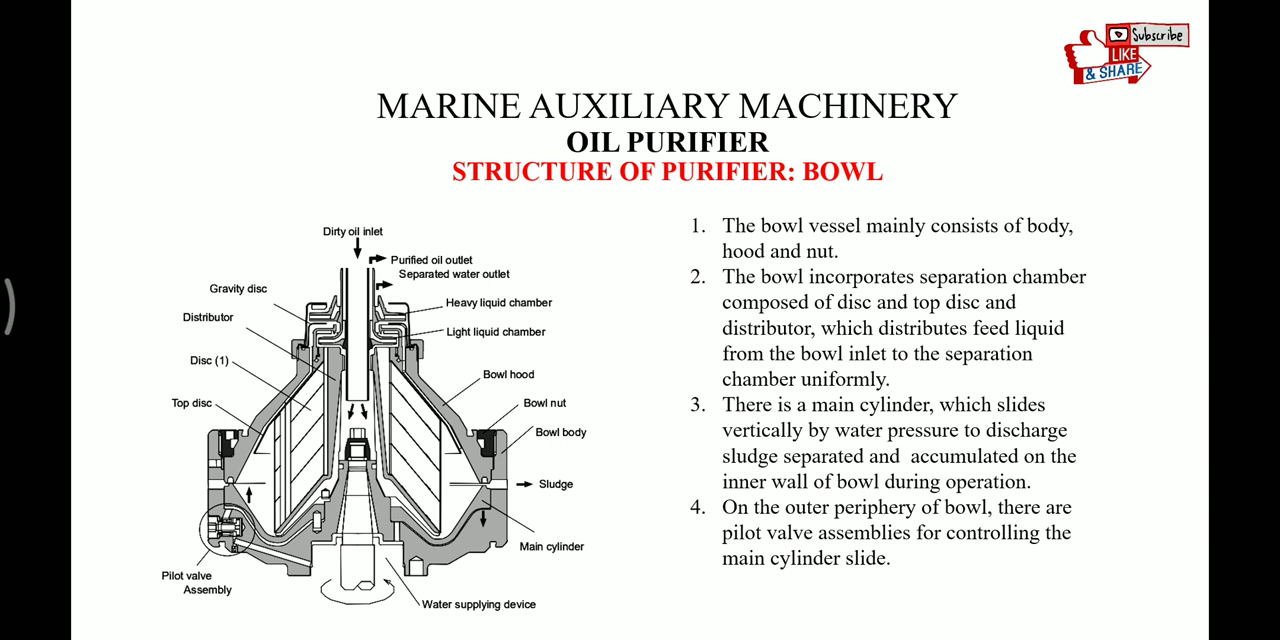 Subscribe
LIKE
& SHARE
MARINE AUXILIARY MACHINERY
OIL PURIFIER
STRUCTURE OF PURIFIER: BOWL
Dirty oil inlet
Purified oil outlet
Separated water outlet
Gravity disc
Heavy liquid chamber
Distributor
Light liquid chamber
Disc (1)
Bowl hood
Top disc
Bowl nut
Bowl body
Sludge
Main cylinder
Pilot valve
Assembly
Water supplying device
1. The bowl vessel mainly consists of body,
hood and nut.
2. The bowl incorporates separation chamber
composed of disc and top disc and
distributor, which distributes feed liquid
from the bowl inlet to the separation
chamber uniformly.
3. There is a main cylinder, which slides
vertically by water pressure to discharge
sludge separated and accumulated on the
inner wall of bowl during operation.
4. On the outer periphery of bowl, there are
pilot valve assemblies for controlling the
main cylinder slide.